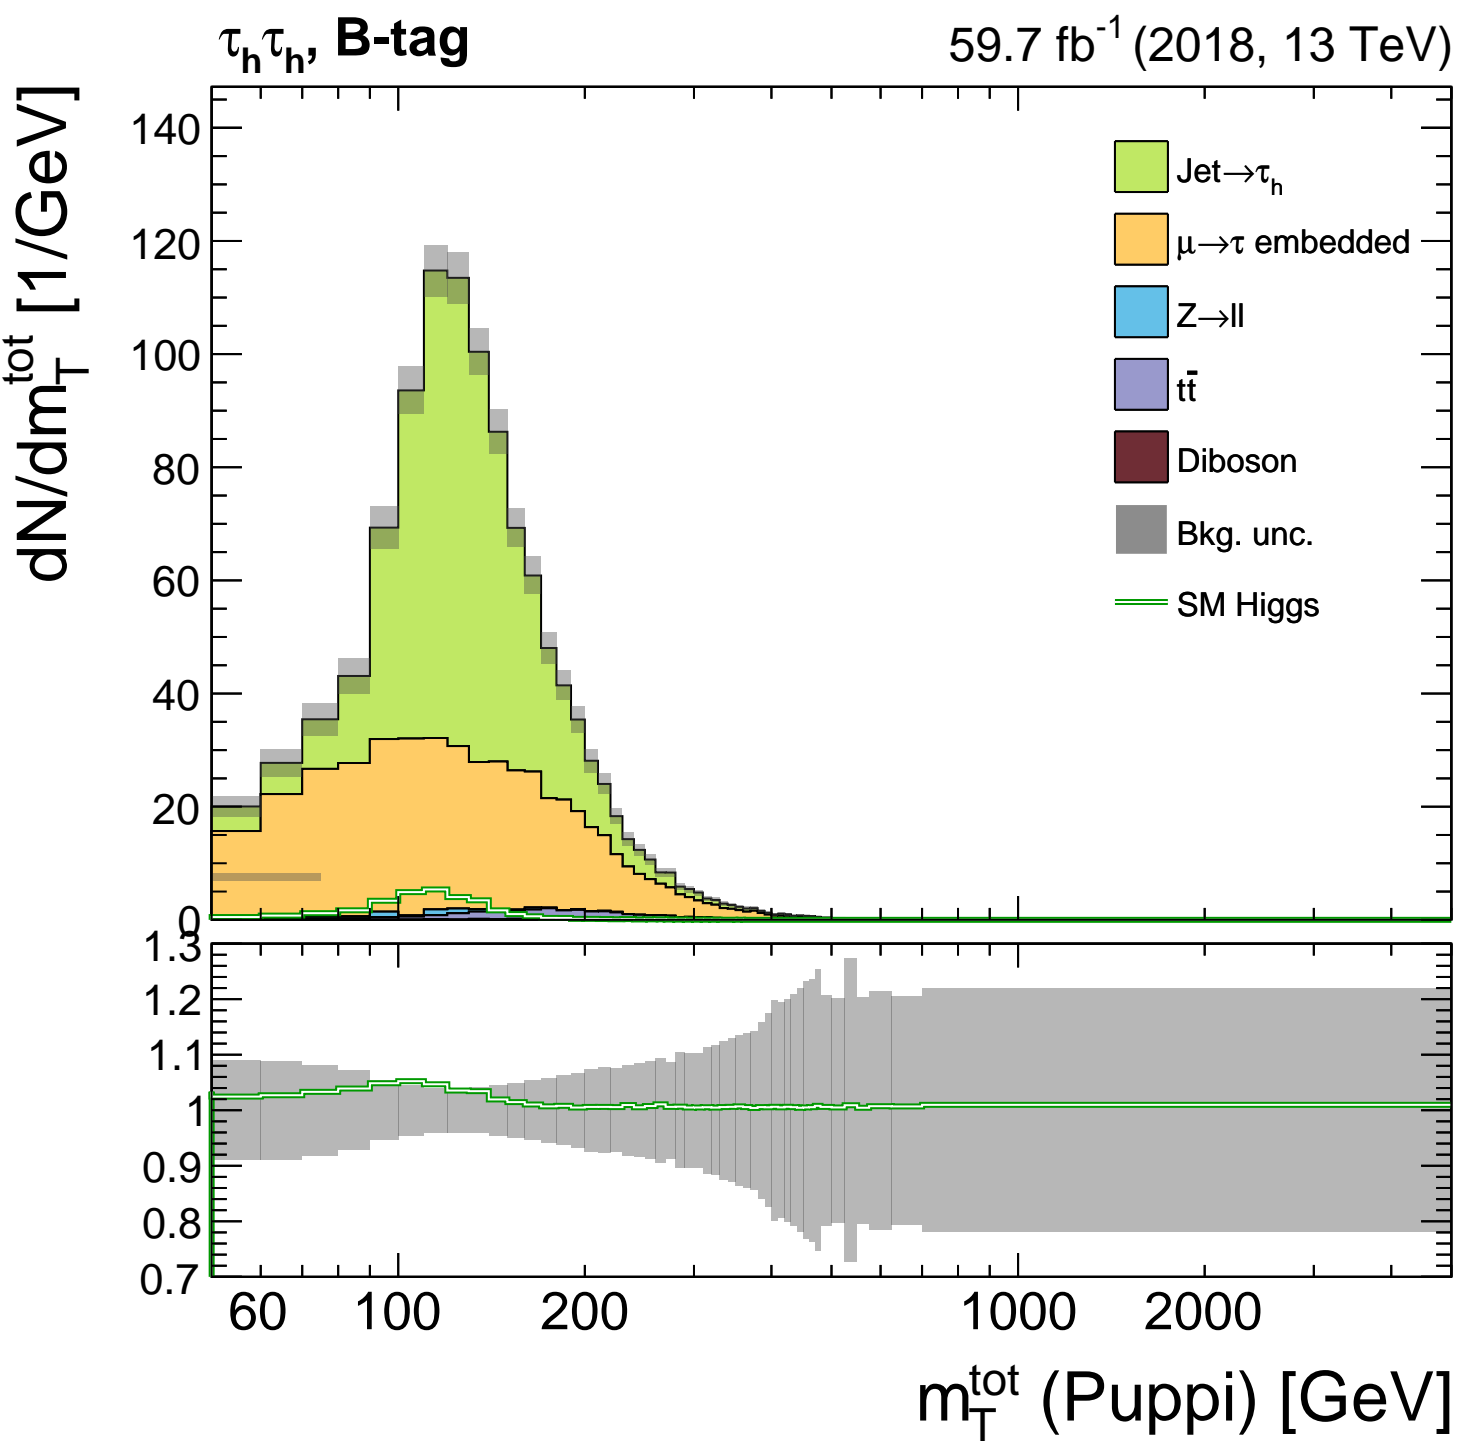 τhτh, B-tag
59.7 fb-1 (2018, 13 TeV)
dN/dmTtot [1/GeV]
140
120
100
80
60
40
20
0
Jet→τh
μ→τ embedded
Z→ll
tt̄
Diboson
Bkg. unc.
SM Higgs
1.3
1.2
1.1
1
0.9
0.8
0.7
60 100 200 1000 2000
mTtot (Puppi) [GeV]